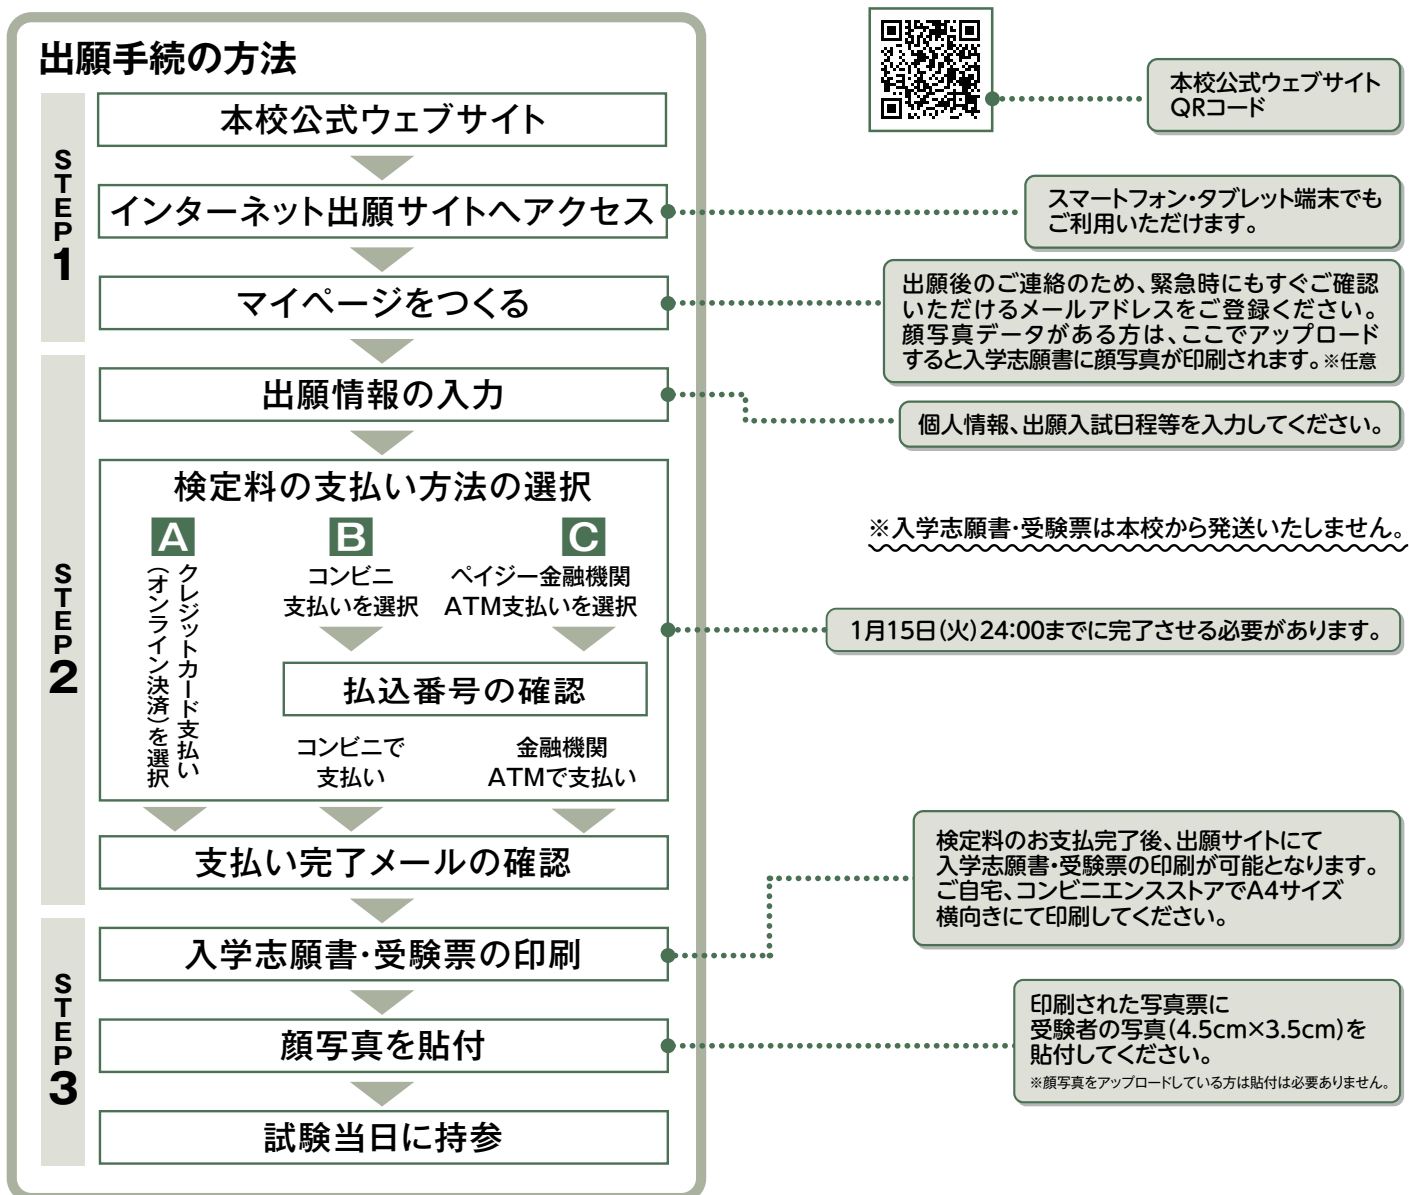 出願手続の方法
STEP1
本校公式ウェブサイト
本校公式ウェブサイト
QRコード
インターネット出願サイトへアクセス
スマートフォン・タブレット端末でも
ご利用いただけます。
マイページをつくる
出願後のご連絡のため、緊急時にもすぐご確認
いただけるメールアドレスをご登録ください。
顔写真データがある方は、ここでアップロード
すると入学志願書に顔写真が印刷されます。※任意
STEP2
出願情報の入力
個人情報、出願入試日程等を入力してください。
検定料の支払い方法の選択
※入学志願書・受験票は本校から発送いたしません。
A
クレジットカード支払い
(オンライン決済)を選択
B
コンビニ
支払いを選択
C
ペイジー金融機関
ATM支払いを選択
1月15日(火)24:00までに完了させる必要があります。
払込番号の確認
コンビニで
支払い
金融機関
ATMで支払い
支払い完了メールの確認
STEP3
入学志願書・受験票の印刷
検定料のお支払完了後、出願サイトにて
入学志願書・受験票の印刷が可能となります。
ご自宅、コンビニエンスストアでA4サイズ
横向きにて印刷してください。
顔写真を貼付
印刷された写真票に
受験者の写真(4.5cm×3.5cm)を
貼付してください。
※顔写真をアップロードしている方は貼付は必要ありません。
試験当日に持参